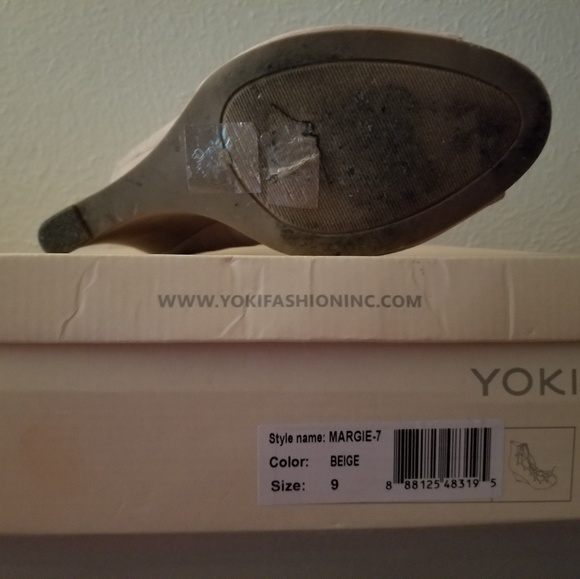 WWW.YOKIFASHIONINC.COM
YOKI
Style name: MARGIE-7
Color: BEIGE
Size: 9
8 88125 48319 5